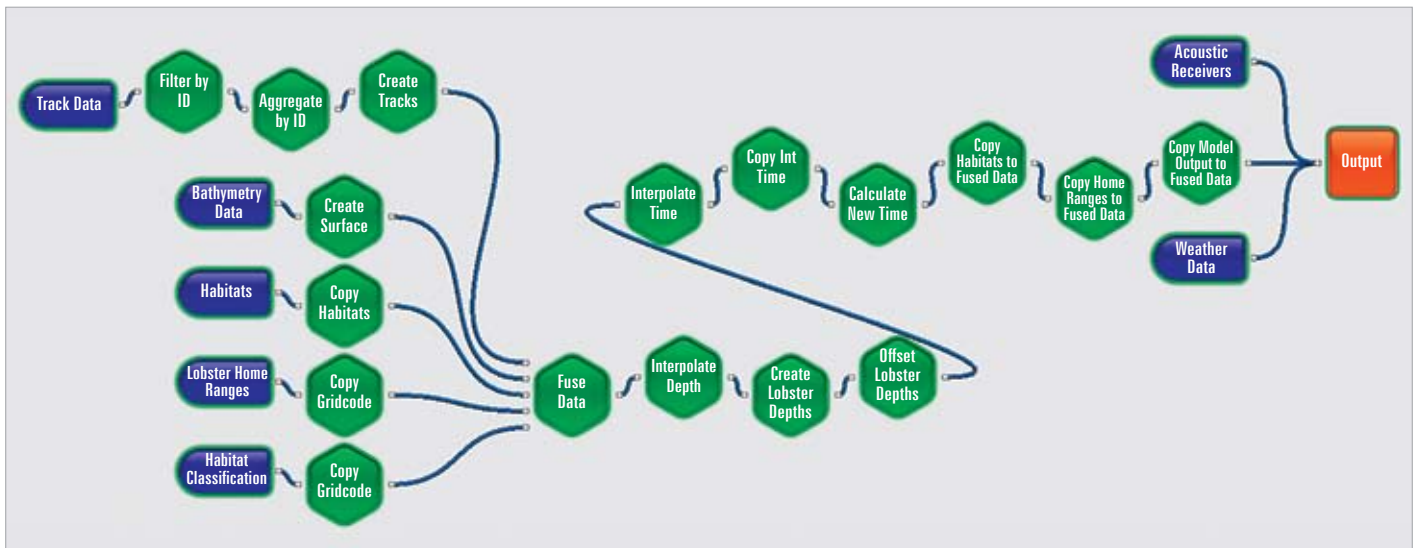 Track Data
Filter by
ID
Aggregate
by ID
Create
Tracks
Bathymetry
Data
Create
Surface
Habitats
Copy
Habitats
Lobster Home
Ranges
Copy
Gridcode
Habitat
Classification
Copy
Gridcode
Fuse
Data
Interpolate
Depth
Create
Lobster
Depths
Offset
Lobster
Depths
Interpolate
Time
Copy Int
Time
Calculate
New Time
Copy
Habitats to
Fused Data
Copy Home
Ranges to
Fused Data
Copy Model
Output to
Fused Data
Acoustic
Receivers
Weather
Data
Output